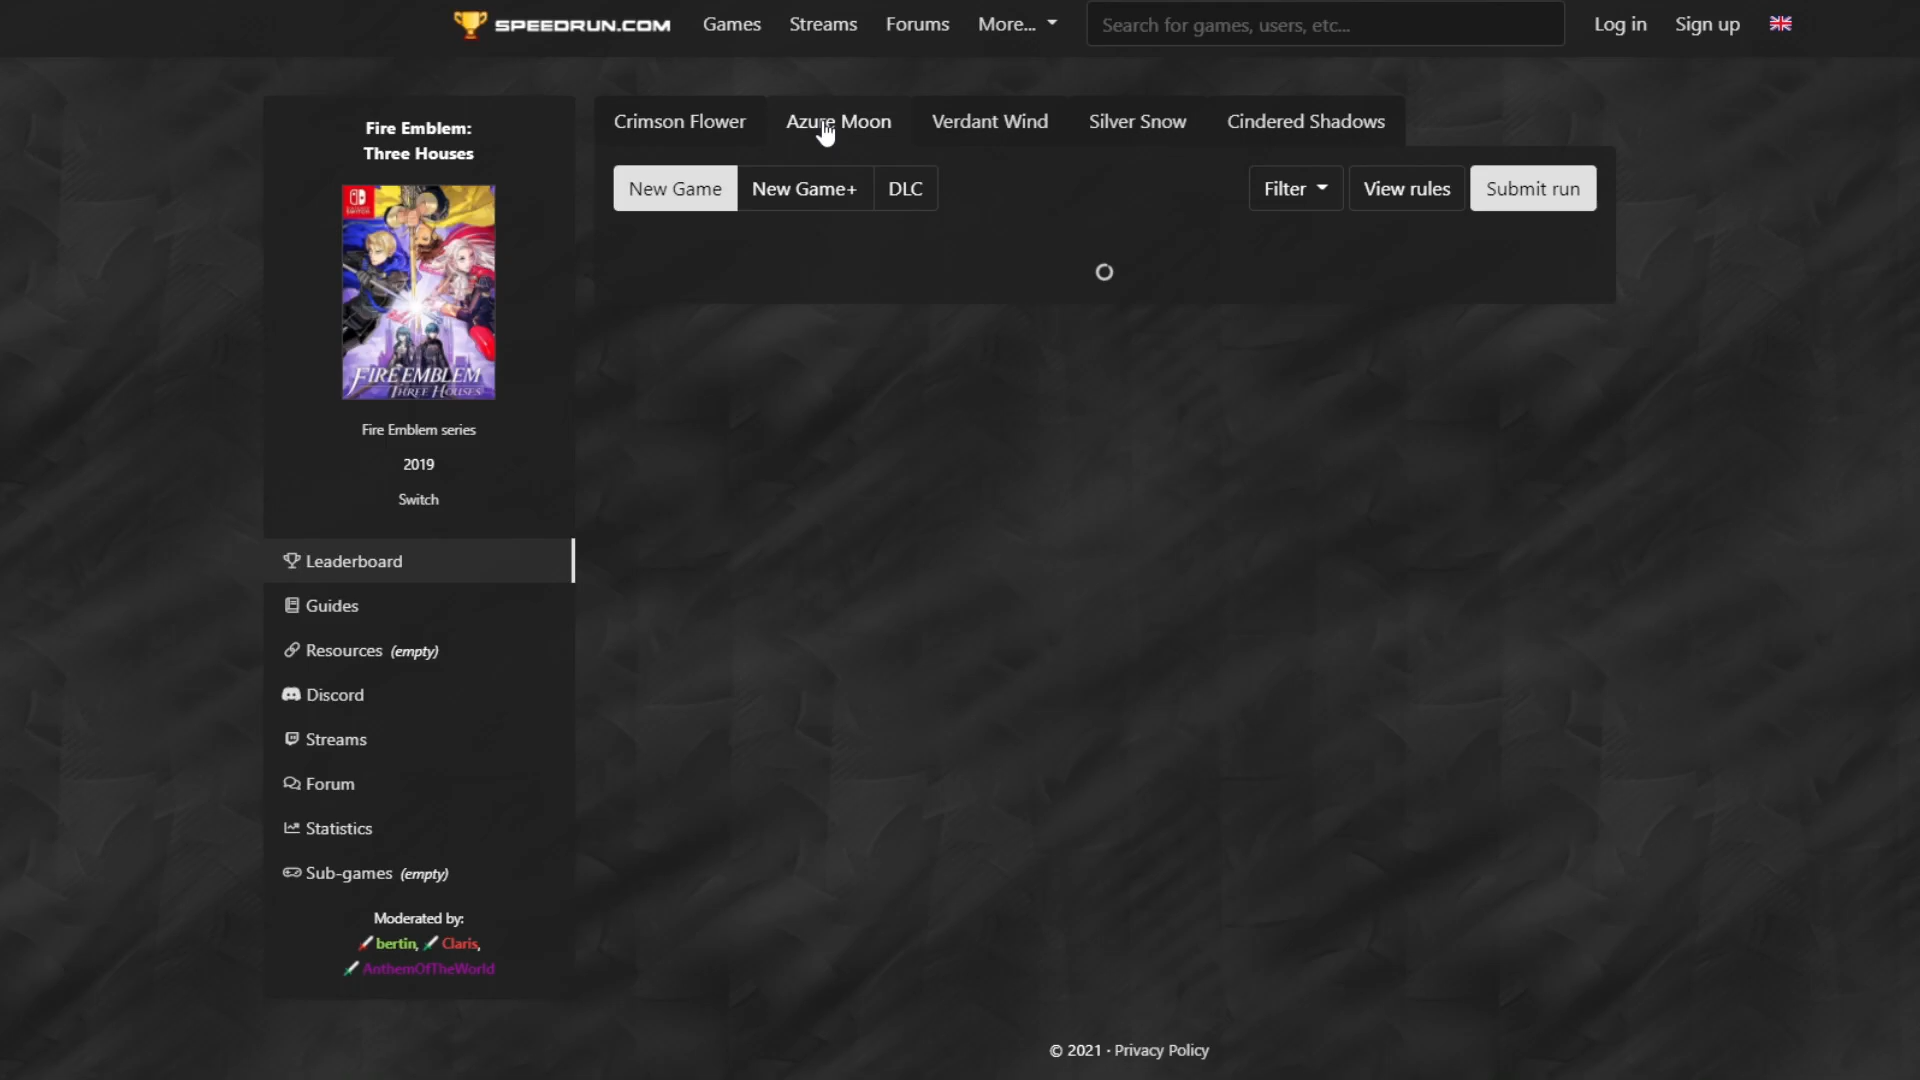 SPEEDRUN.COM
Games
Streams
Forums
More...
Search for games, users, etc...
Log in
Sign up
Fire Emblem:
Three Houses
FIRE EMBLEM
THREE HOUSES
Fire Emblem series
2019
Switch
Leaderboard
Guides
Resources (empty)
Discord
Streams
Forum
Statistics
Sub-games (empty)
Moderated by:
bertin, Claris,
AnthemOfTheWorld
Crimson Flower
Azure Moon
Verdant Wind
Silver Snow
Cindered Shadows
New Game
New Game+
DLC
Filter
View rules
Submit run
© 2021 · Privacy Policy